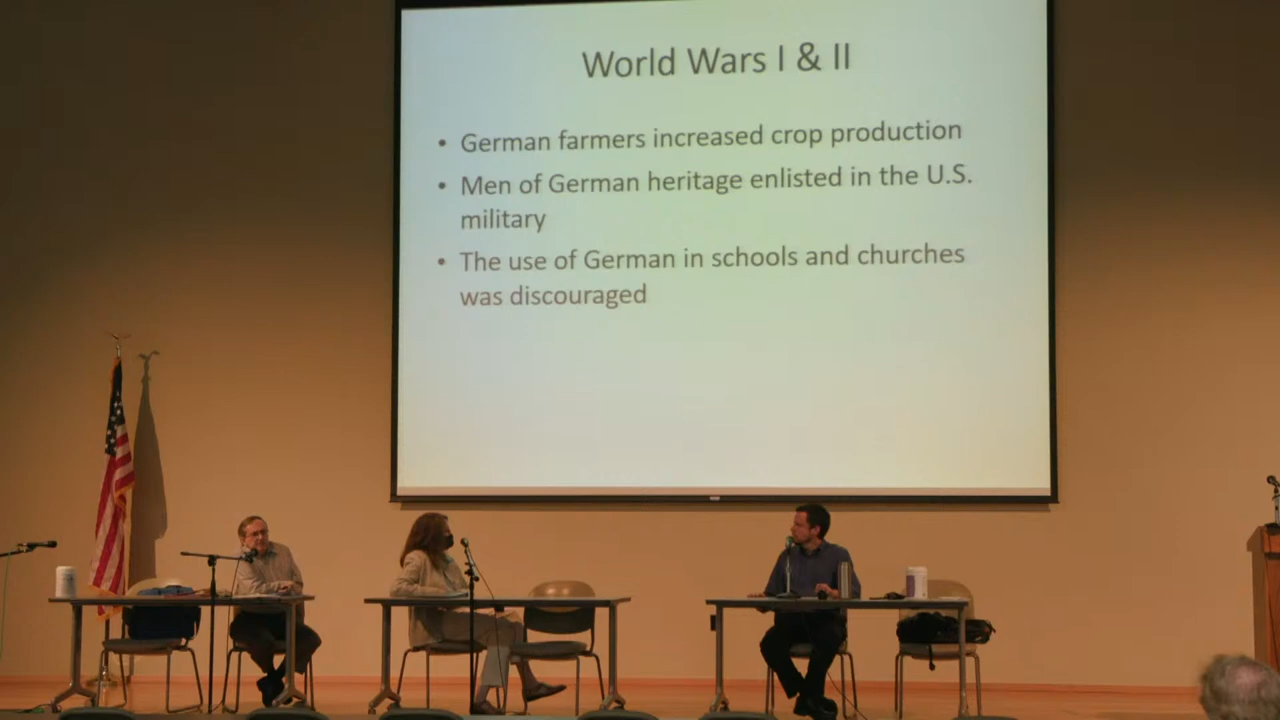 World Wars I & II
• German farmers increased crop production
• Men of German heritage enlisted in the U.S.
military
• The use of German in schools and churches
was discouraged